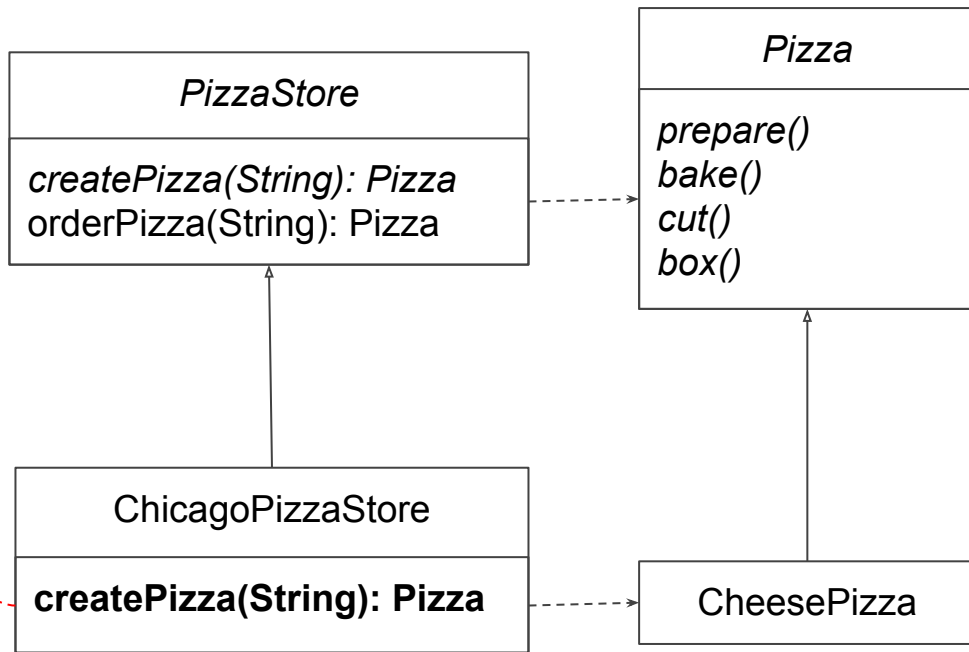 PizzaStore
createPizza(String): Pizza
orderPizza(String): Pizza
Pizza
prepare()
bake()
cut()
box()
ChicagoPizzaStore
createPizza(String): Pizza
CheesePizza